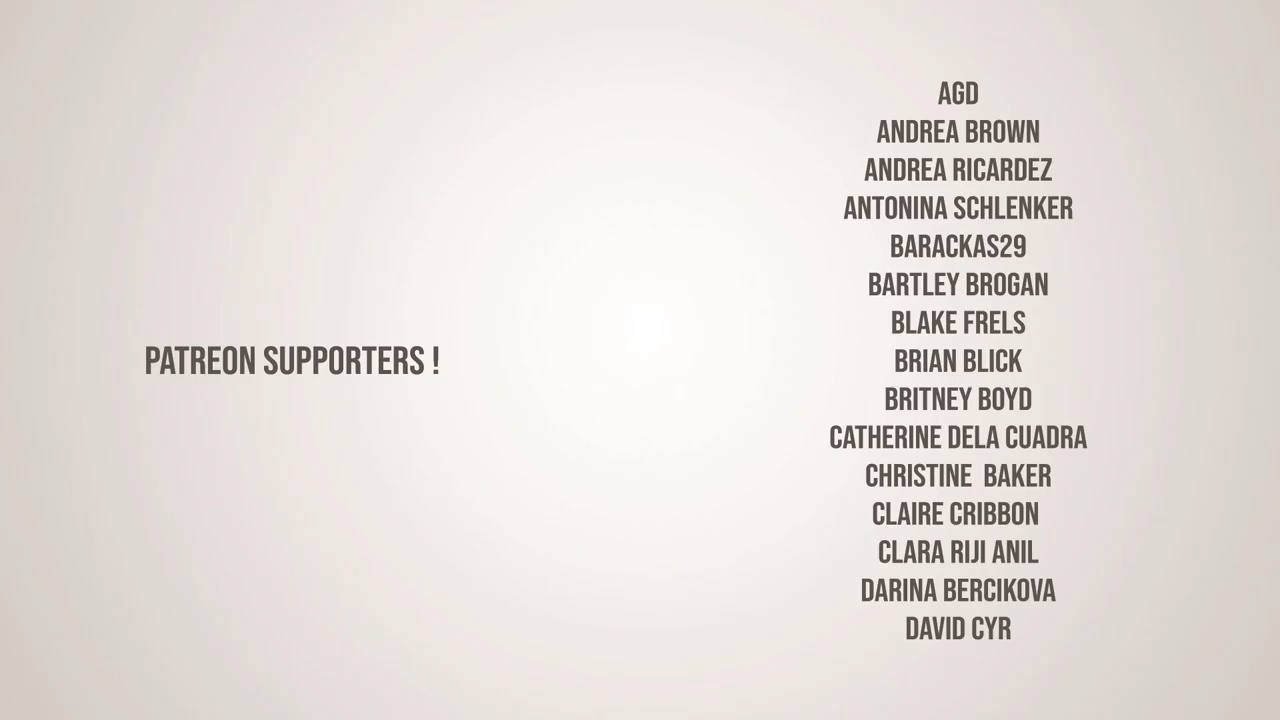 PATREON SUPPORTERS !
AGD
ANDREA BROWN
ANDREA RICARDEZ
ANTONINA SCHLENKER
BARACKAS29
BARTLEY BROGAN
BLAKE FRELS
BRIAN BLICK
BRITNEY BOYD
CATHERINE DELA CUADRA
CHRISTINE  BAKER
CLAIRE CRIBBON
CLARA RIJI ANIL
DARINA BERCIKOVA
DAVID CYR